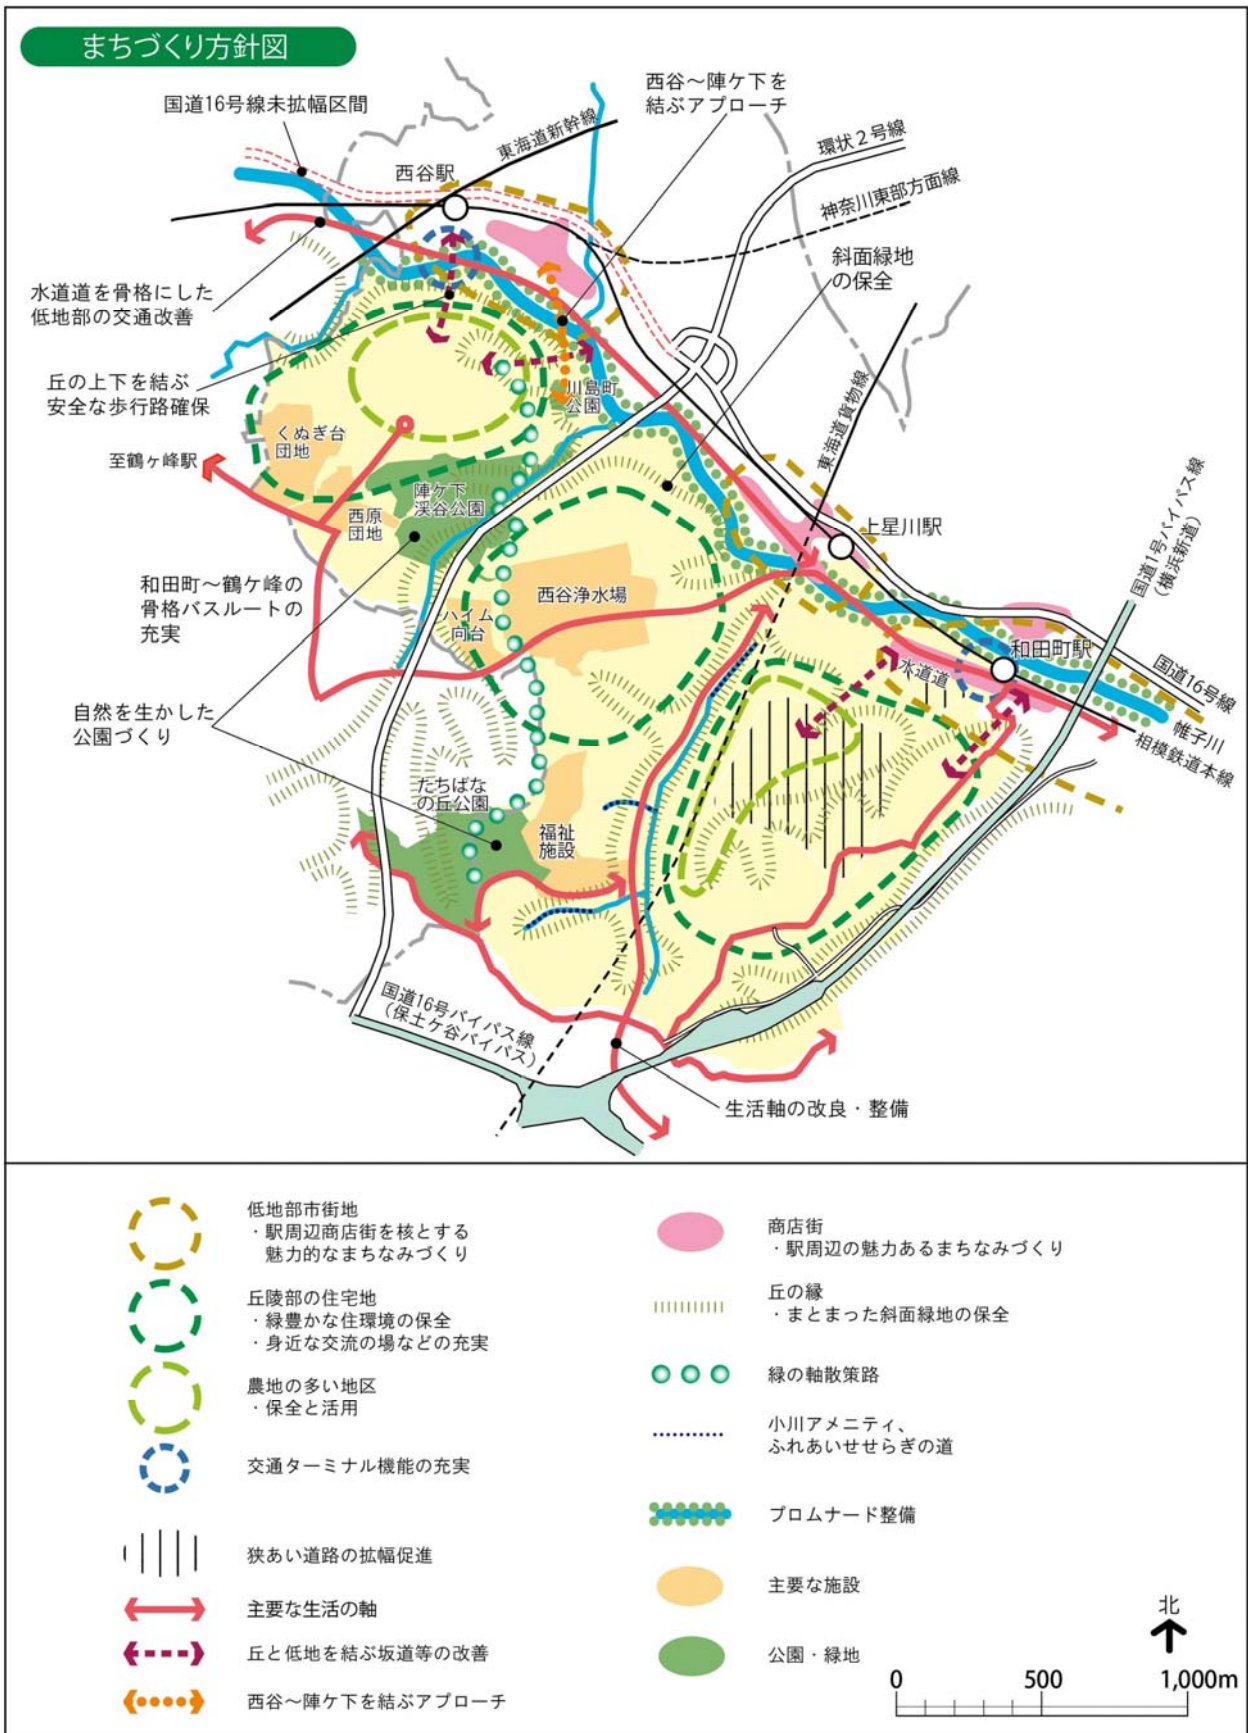 まちづくり方針図
国道16号線未拡幅区間
西谷～陣ケ下を
結ぶアプローチ
東海道新幹線
環状２号線
西谷駅
神奈川東部方面線
斜面緑地
の保全
水道道を骨格にした
低地部の交通改善
東海道貨物線
丘の上下を結ぶ
安全な歩行路確保
川島町
公園
くぬぎ台
団地
至鶴ヶ峰駅
陣ケ下
渓谷公園
西原
団地
上星川駅
国道1号バイパス線
（横浜新道）
和田町～鶴ケ峰の
骨格バスルートの
充実
西谷浄水場
ハイム
向台
和田町駅
水道道
国道16号線
帷子川
相模鉄道本線
自然を生かした
公園づくり
たちばな
の丘公園
福祉
施設
国道16号バイパス線
（保土ケ谷バイパス）
生活軸の改良・整備
低地部市街地
・駅周辺商店街を核とする
魅力的なまちなみづくり
丘陵部の住宅地
・緑豊かな住環境の保全
・身近な交流の場などの充実
農地の多い地区
・保全と活用
交通ターミナル機能の充実
狭あい道路の拡幅促進
主要な生活の軸
丘と低地を結ぶ坂道等の改善
西谷～陣ケ下を結ぶアプローチ
商店街
・駅周辺の魅力あるまちなみづくり
丘の縁
・まとまった斜面緑地の保全
緑の軸散策路
小川アメニティ、
ふれあいせせらぎの道
プロムナード整備
主要な施設
公園・緑地
北
0 500 1,000m